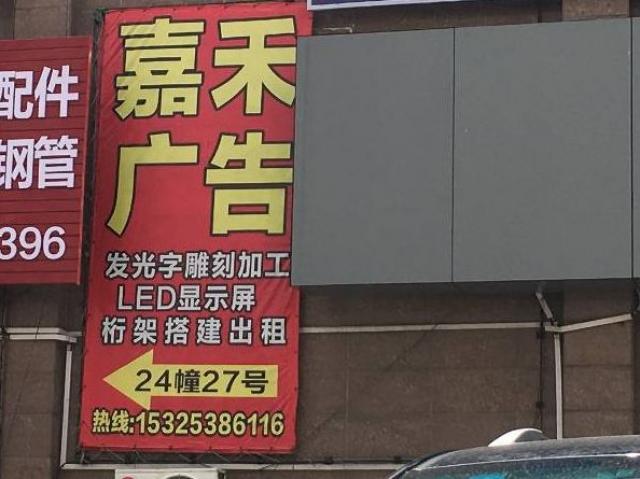 配件
钢管
396
嘉禾
广告
发光字雕刻加工
LED显示屏
桁架搭建出租
24幢27号
热线:15325386116